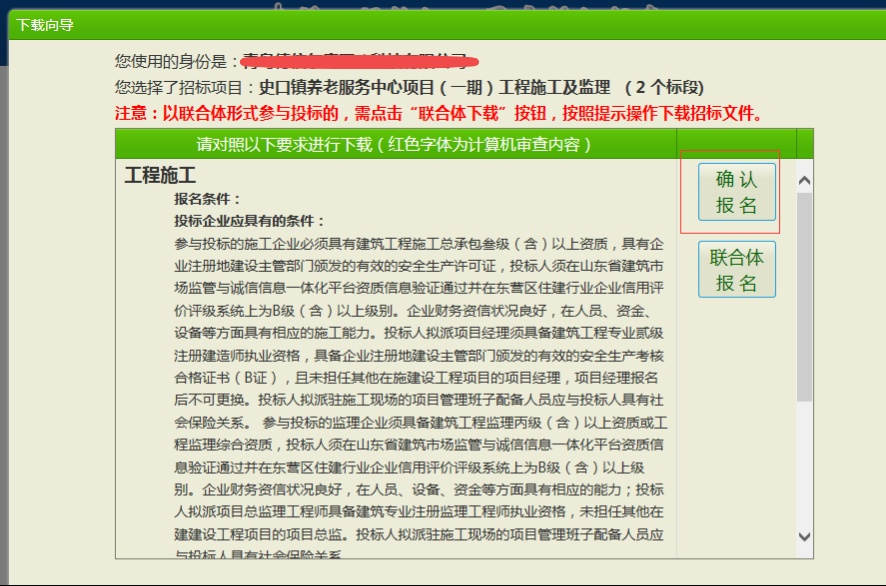 下载向导
您使用的身份是：
您选择了招标项目：史口镇养老服务中心项目（一期）工程施工及监理 （2 个标段)
注意：以联合体形式参与投标的，需点击“联合体下载”按钮，按照提示操作下载招标文件。
请对照以下要求进行下载（红色字体为计算机审查内容）
工程施工
报名条件：
投标企业应具有的条件：
参与投标的施工企业必须具有建筑工程施工总承包叁级（含）以上资质，具有企
业注册地建设主管部门颁发的有效的安全生产许可证，投标人须在山东省建筑市
场监管与诚信信息一体化平台资质信息验证通过并在东营区住建行业企业信用评
价评级系统上为B级（含）以上级别。企业财务资信状况良好，在人员、资金、
设备等方面具有相应的施工能力。投标人拟派项目经理须具备建筑工程专业贰级
注册建造师执业资格，具备企业注册地建设主管部门颁发的有效的安全生产考核
合格证书（B证），且未担任其他在施建设工程项目的项目经理，项目经理报名
后不可更换。投标人拟派驻施工现场的项目管理班子配备人员应与投标人具有社
会保险关系。 参与投标的监理企业须具备建筑工程监理丙级（含）以上资质或工
程监理综合资质，投标人须在山东省建筑市场监管与诚信信息一体化平台资质信
息验证通过并在东营区住建行业企业信用评价评级系统上为B级（含）以上级
别。企业财务资信状况良好，在人员、设备、资金等方面具有相应的能力；投标
人拟派项目总监理工程师具备建筑专业注册监理工程师执业资格，未担任其他在
建建设工程项目的项目总监。投标人拟派驻施工现场的项目管理班子配备人员应
与投标人具有社会保险关系
确 认
报 名
联合体
报 名